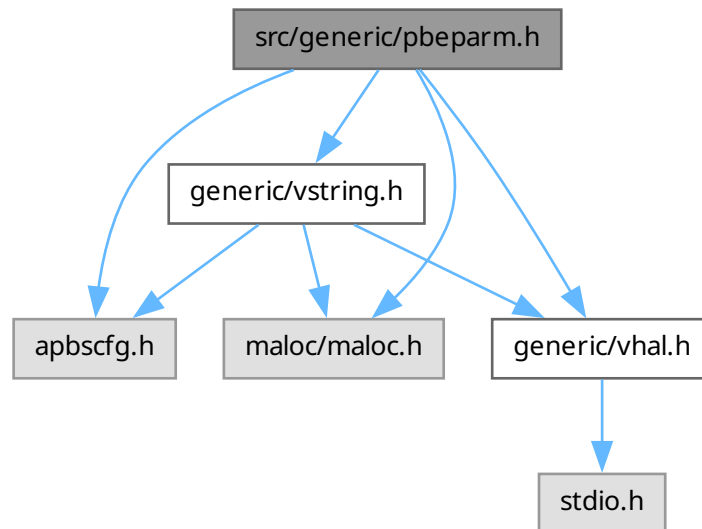 src/generic/pbeparm.h
generic/vstring.h
apbscfg.h
maloc/maloc.h
generic/vhal.h
stdio.h